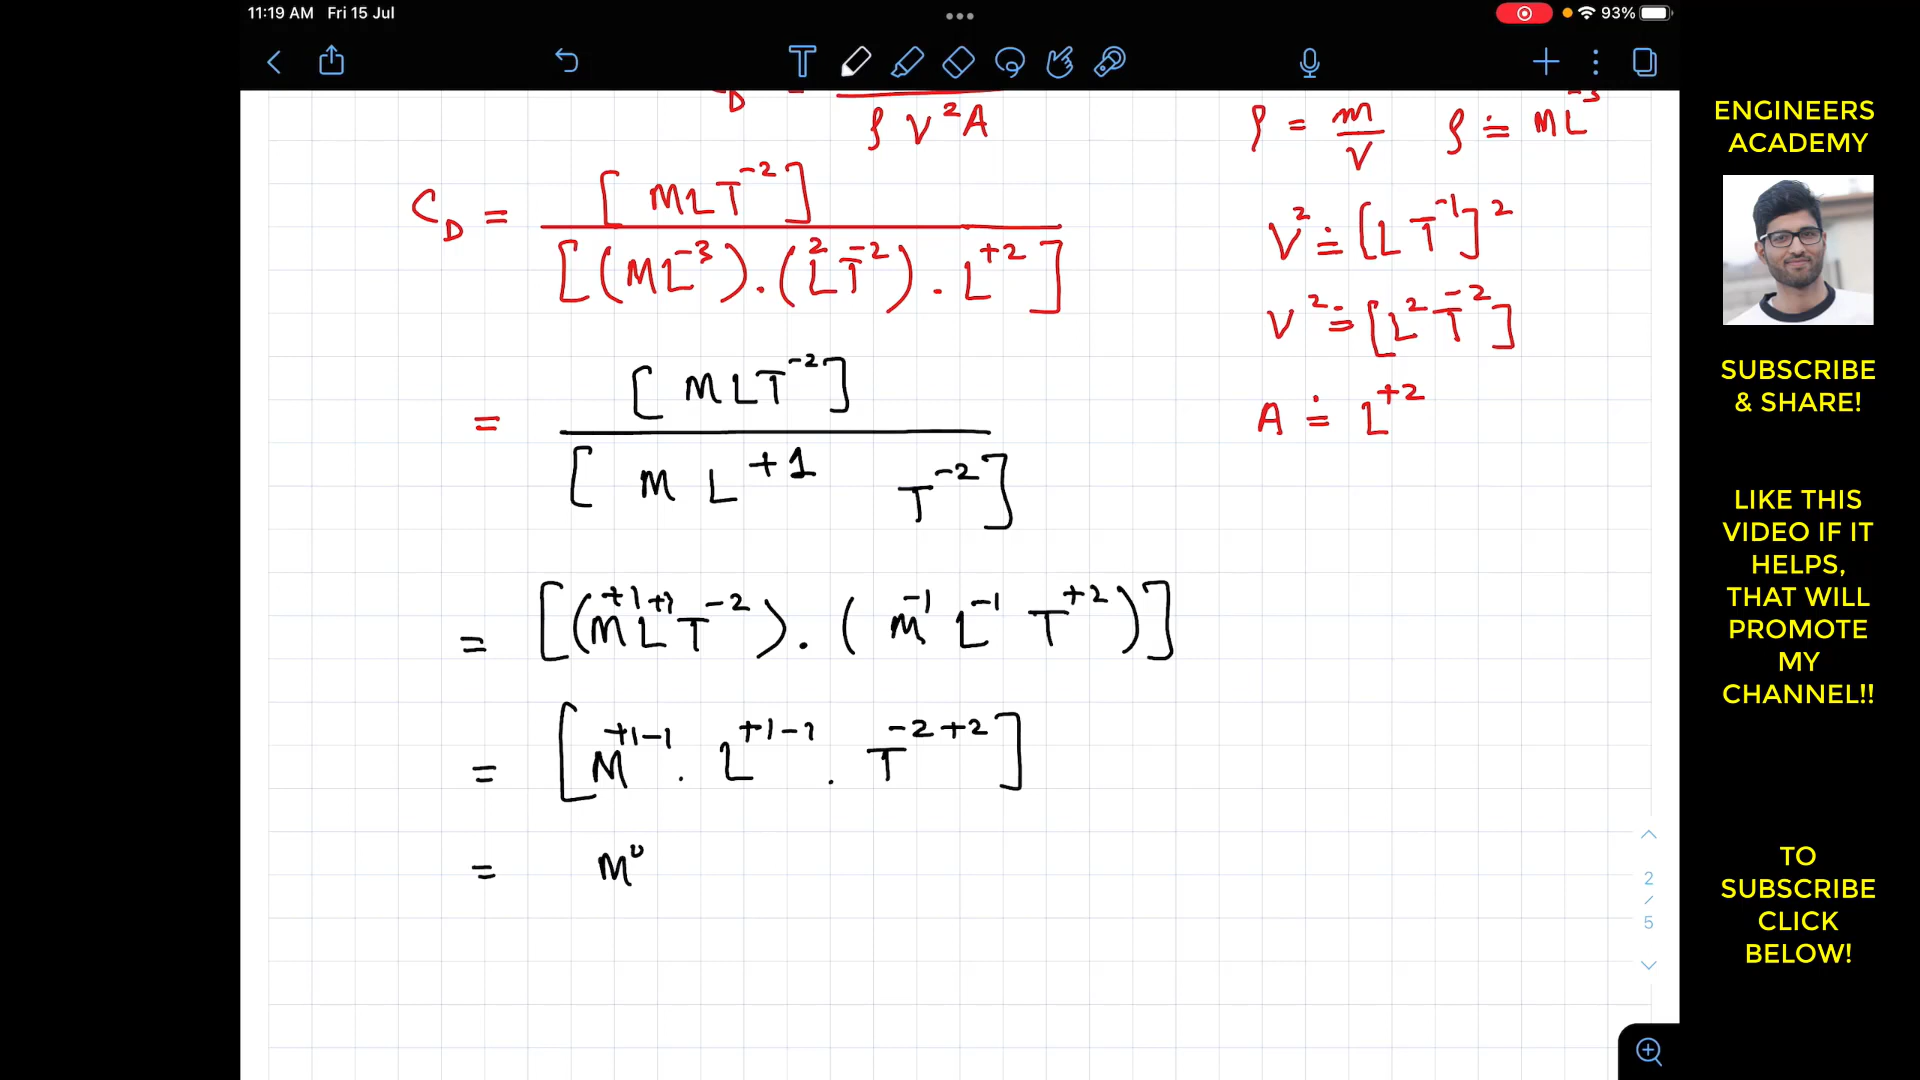 11:19 AM Fri 15 Jul
93%
ρ V²A
ρ = m/V ρ ≐ ML⁻³
C_D = [MLT⁻²] / [(ML⁻³).(L²T⁻²).L⁺²]
V² ≐ [LT⁻¹]²
V² ≐ [L²T⁻²]
A ≐ L⁺²
= [MLT⁻²] / [ML⁺¹ T⁻²]
= [(M⁺¹L⁺¹T⁻²).(M⁻¹L⁻¹T⁺²)]
= [M⁺¹⁻¹.L⁺¹⁻¹.T⁻²⁺²]
= M⁰
2
/
5
ENGINEERS
ACADEMY
SUBSCRIBE
& SHARE!
LIKE THIS
VIDEO IF IT
HELPS,
THAT WILL
PROMOTE
MY
CHANNEL!!
TO
SUBSCRIBE
CLICK
BELOW!